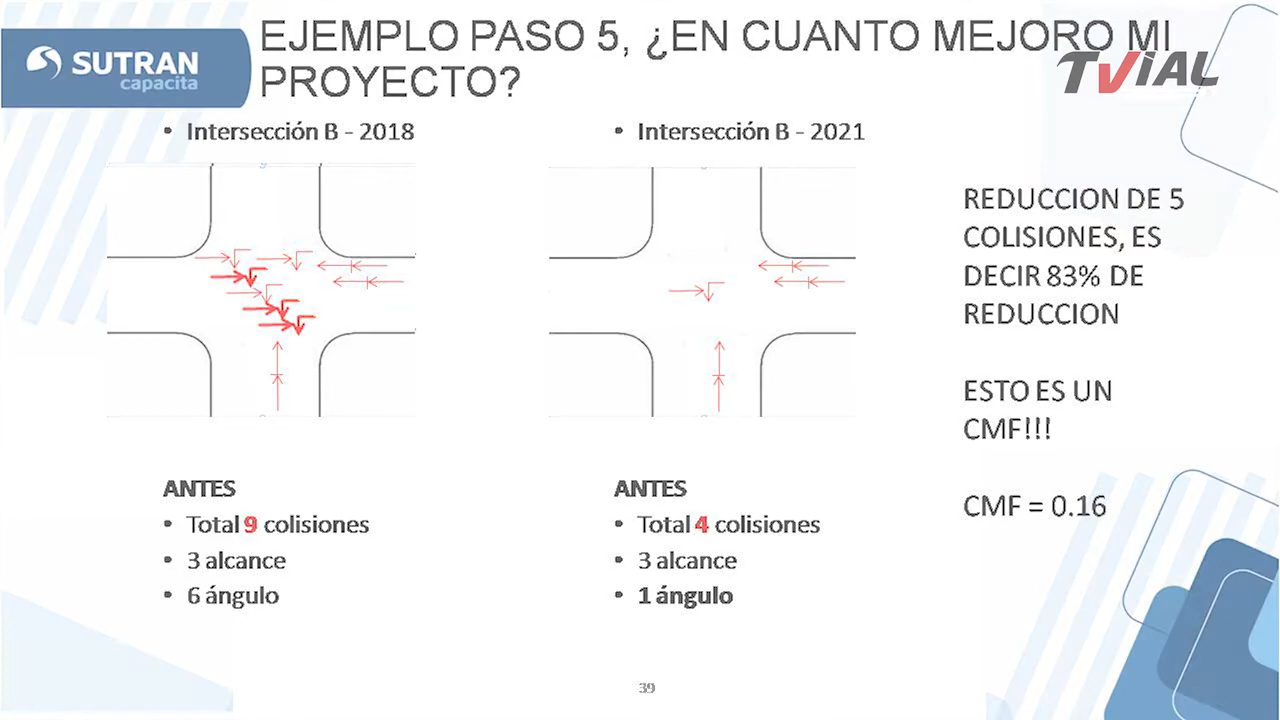 EJEMPLO PASO 5, ¿EN CUANTO MEJORO MI
PROYECTO?
SUTRAN
capacita
TViAL
• Intersección B - 2018
• Intersección B - 2021
REDUCCION DE 5
COLISIONES, ES
DECIR 83% DE
REDUCCION
ESTO ES UN
CMF!!!
CMF = 0.16
ANTES
• Total 9 colisiones
• 3 alcance
• 6 ángulo
ANTES
• Total 4 colisiones
• 3 alcance
• 1 ángulo
39